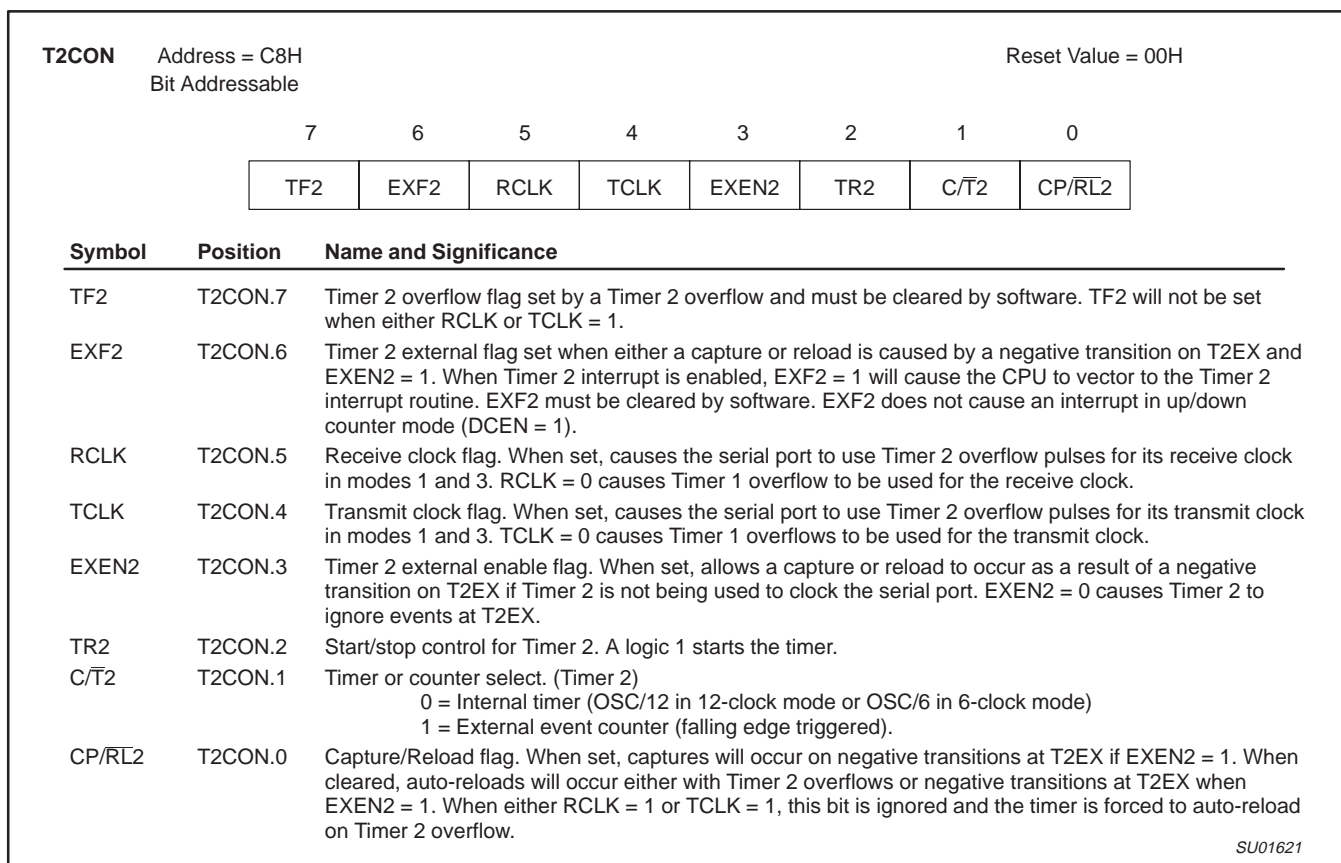 T2CON Address = C8H Reset Value = 00H
Bit Addressable
7 6 5 4 3 2 1 0
TF2 EXF2 RCLK TCLK EXEN2 TR2 C/T̅2 CP/R̅L̅2
Symbol Position Name and Significance
TF2 T2CON.7 Timer 2 overflow flag set by a Timer 2 overflow and must be cleared by software. TF2 will not be set
when either RCLK or TCLK = 1.
EXF2 T2CON.6 Timer 2 external flag set when either a capture or reload is caused by a negative transition on T2EX and
EXEN2 = 1. When Timer 2 interrupt is enabled, EXF2 = 1 will cause the CPU to vector to the Timer 2
interrupt routine. EXF2 must be cleared by software. EXF2 does not cause an interrupt in up/down
counter mode (DCEN = 1).
RCLK T2CON.5 Receive clock flag. When set, causes the serial port to use Timer 2 overflow pulses for its receive clock
in modes 1 and 3. RCLK = 0 causes Timer 1 overflow to be used for the receive clock.
TCLK T2CON.4 Transmit clock flag. When set, causes the serial port to use Timer 2 overflow pulses for its transmit clock
in modes 1 and 3. TCLK = 0 causes Timer 1 overflows to be used for the transmit clock.
EXEN2 T2CON.3 Timer 2 external enable flag. When set, allows a capture or reload to occur as a result of a negative
transition on T2EX if Timer 2 is not being used to clock the serial port. EXEN2 = 0 causes Timer 2 to
ignore events at T2EX.
TR2 T2CON.2 Start/stop control for Timer 2. A logic 1 starts the timer.
C/T̅2 T2CON.1 Timer or counter select. (Timer 2)
0 = Internal timer (OSC/12 in 12-clock mode or OSC/6 in 6-clock mode)
1 = External event counter (falling edge triggered).
CP/R̅L̅2 T2CON.0 Capture/Reload flag. When set, captures will occur on negative transitions at T2EX if EXEN2 = 1. When
cleared, auto-reloads will occur either with Timer 2 overflows or negative transitions at T2EX when
EXEN2 = 1. When either RCLK = 1 or TCLK = 1, this bit is ignored and the timer is forced to auto-reload
on Timer 2 overflow.
SU01621